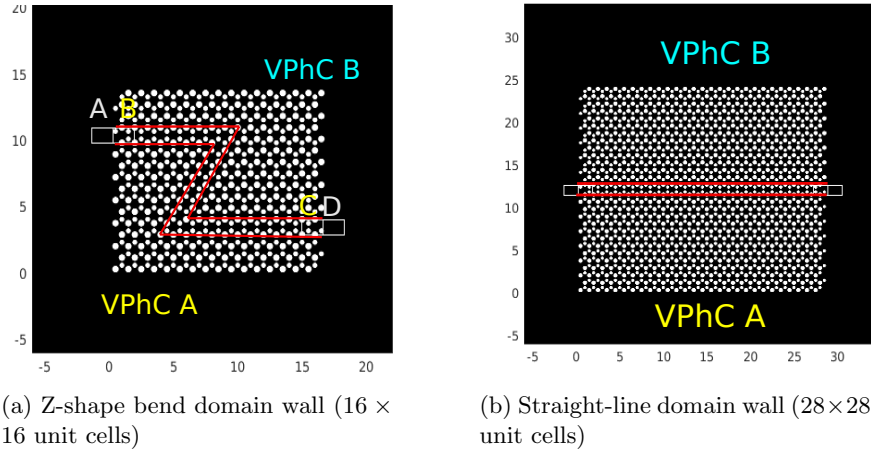 20
15
10
5
0
-5
-5
0
5
10
15
20
VPhC B
A
B
C
D
VPhC A
30
25
20
15
10
5
0
-5
-5
0
5
10
15
20
25
30
VPhC B
VPhC A
(a) Z-shape bend domain wall (16 ×
16 unit cells)
(b) Straight-line domain wall (28×28
unit cells)